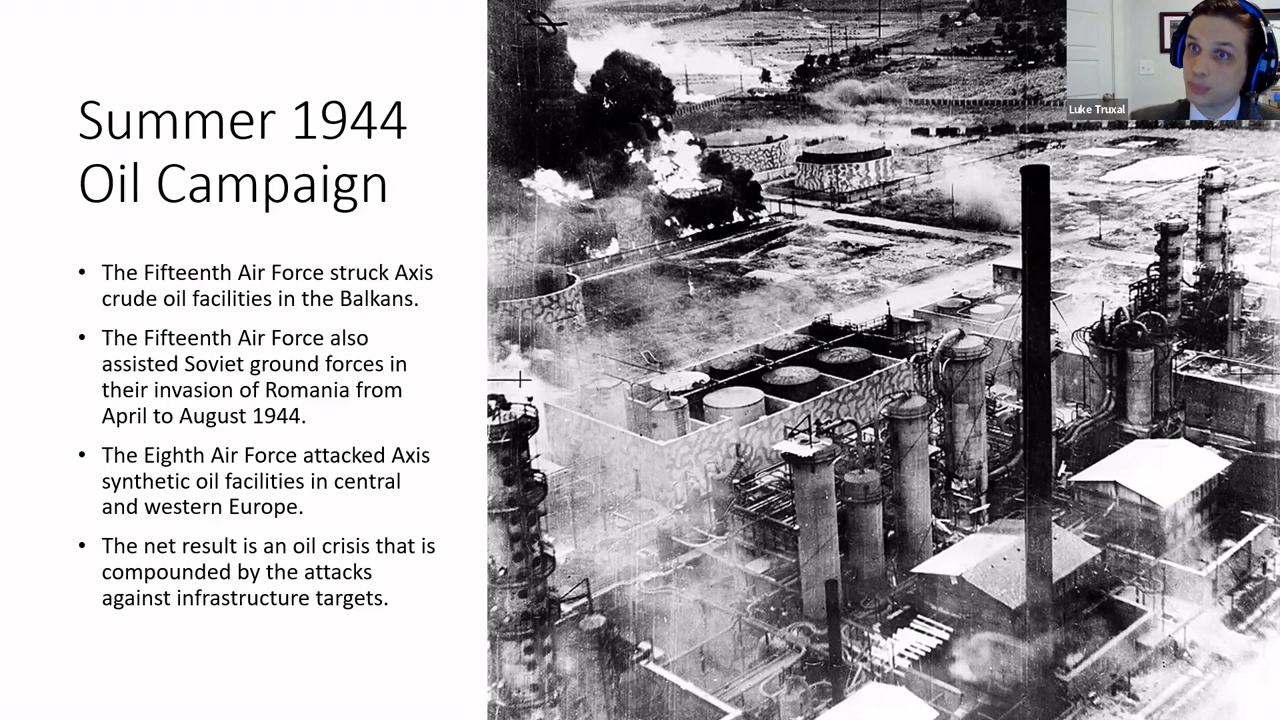 Summer 1944
Oil Campaign
• The Fifteenth Air Force struck Axis
crude oil facilities in the Balkans.
• The Fifteenth Air Force also
assisted Soviet ground forces in
their invasion of Romania from
April to August 1944.
• The Eighth Air Force attacked Axis
synthetic oil facilities in central
and western Europe.
• The net result is an oil crisis that is
compounded by the attacks
against infrastructure targets.
Luke Truxal